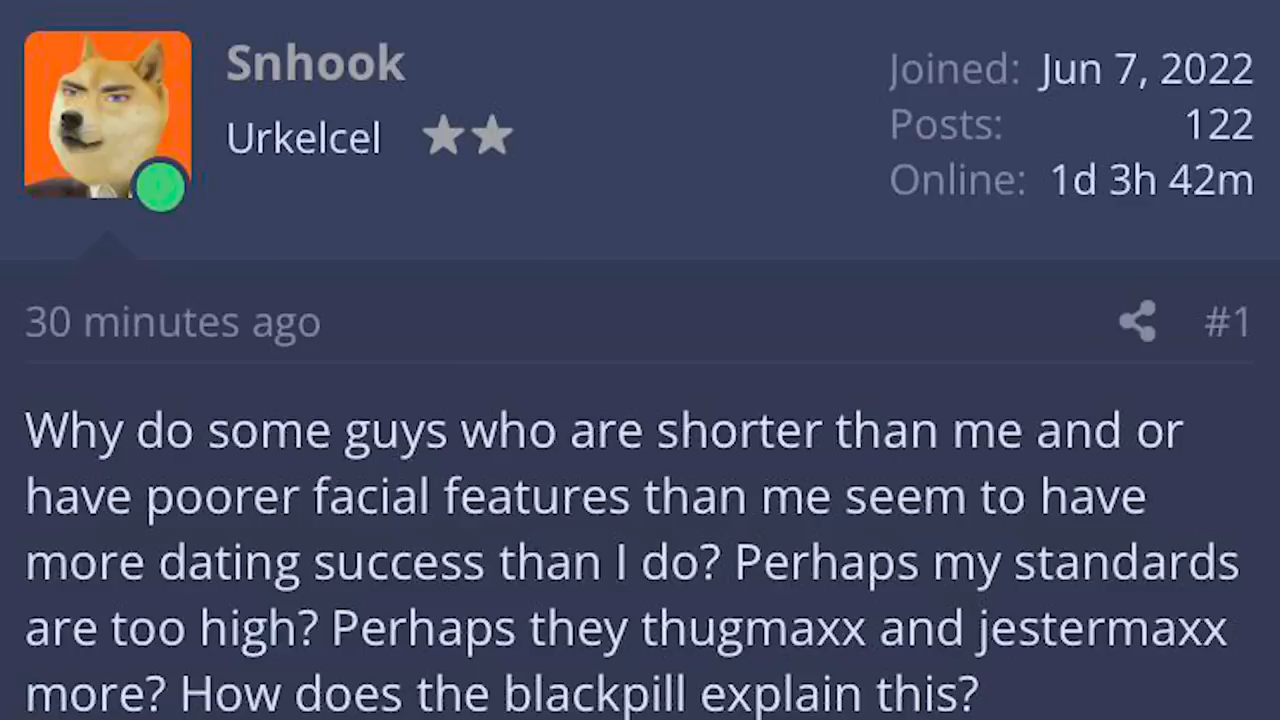 Snhook
Urkelcel
Joined: Jun 7, 2022
Posts: 122
Online: 1d 3h 42m
30 minutes ago
#1
Why do some guys who are shorter than me and or
have poorer facial features than me seem to have
more dating success than I do? Perhaps my standards
are too high? Perhaps they thugmaxx and jestermaxx
more? How does the blackpill explain this?